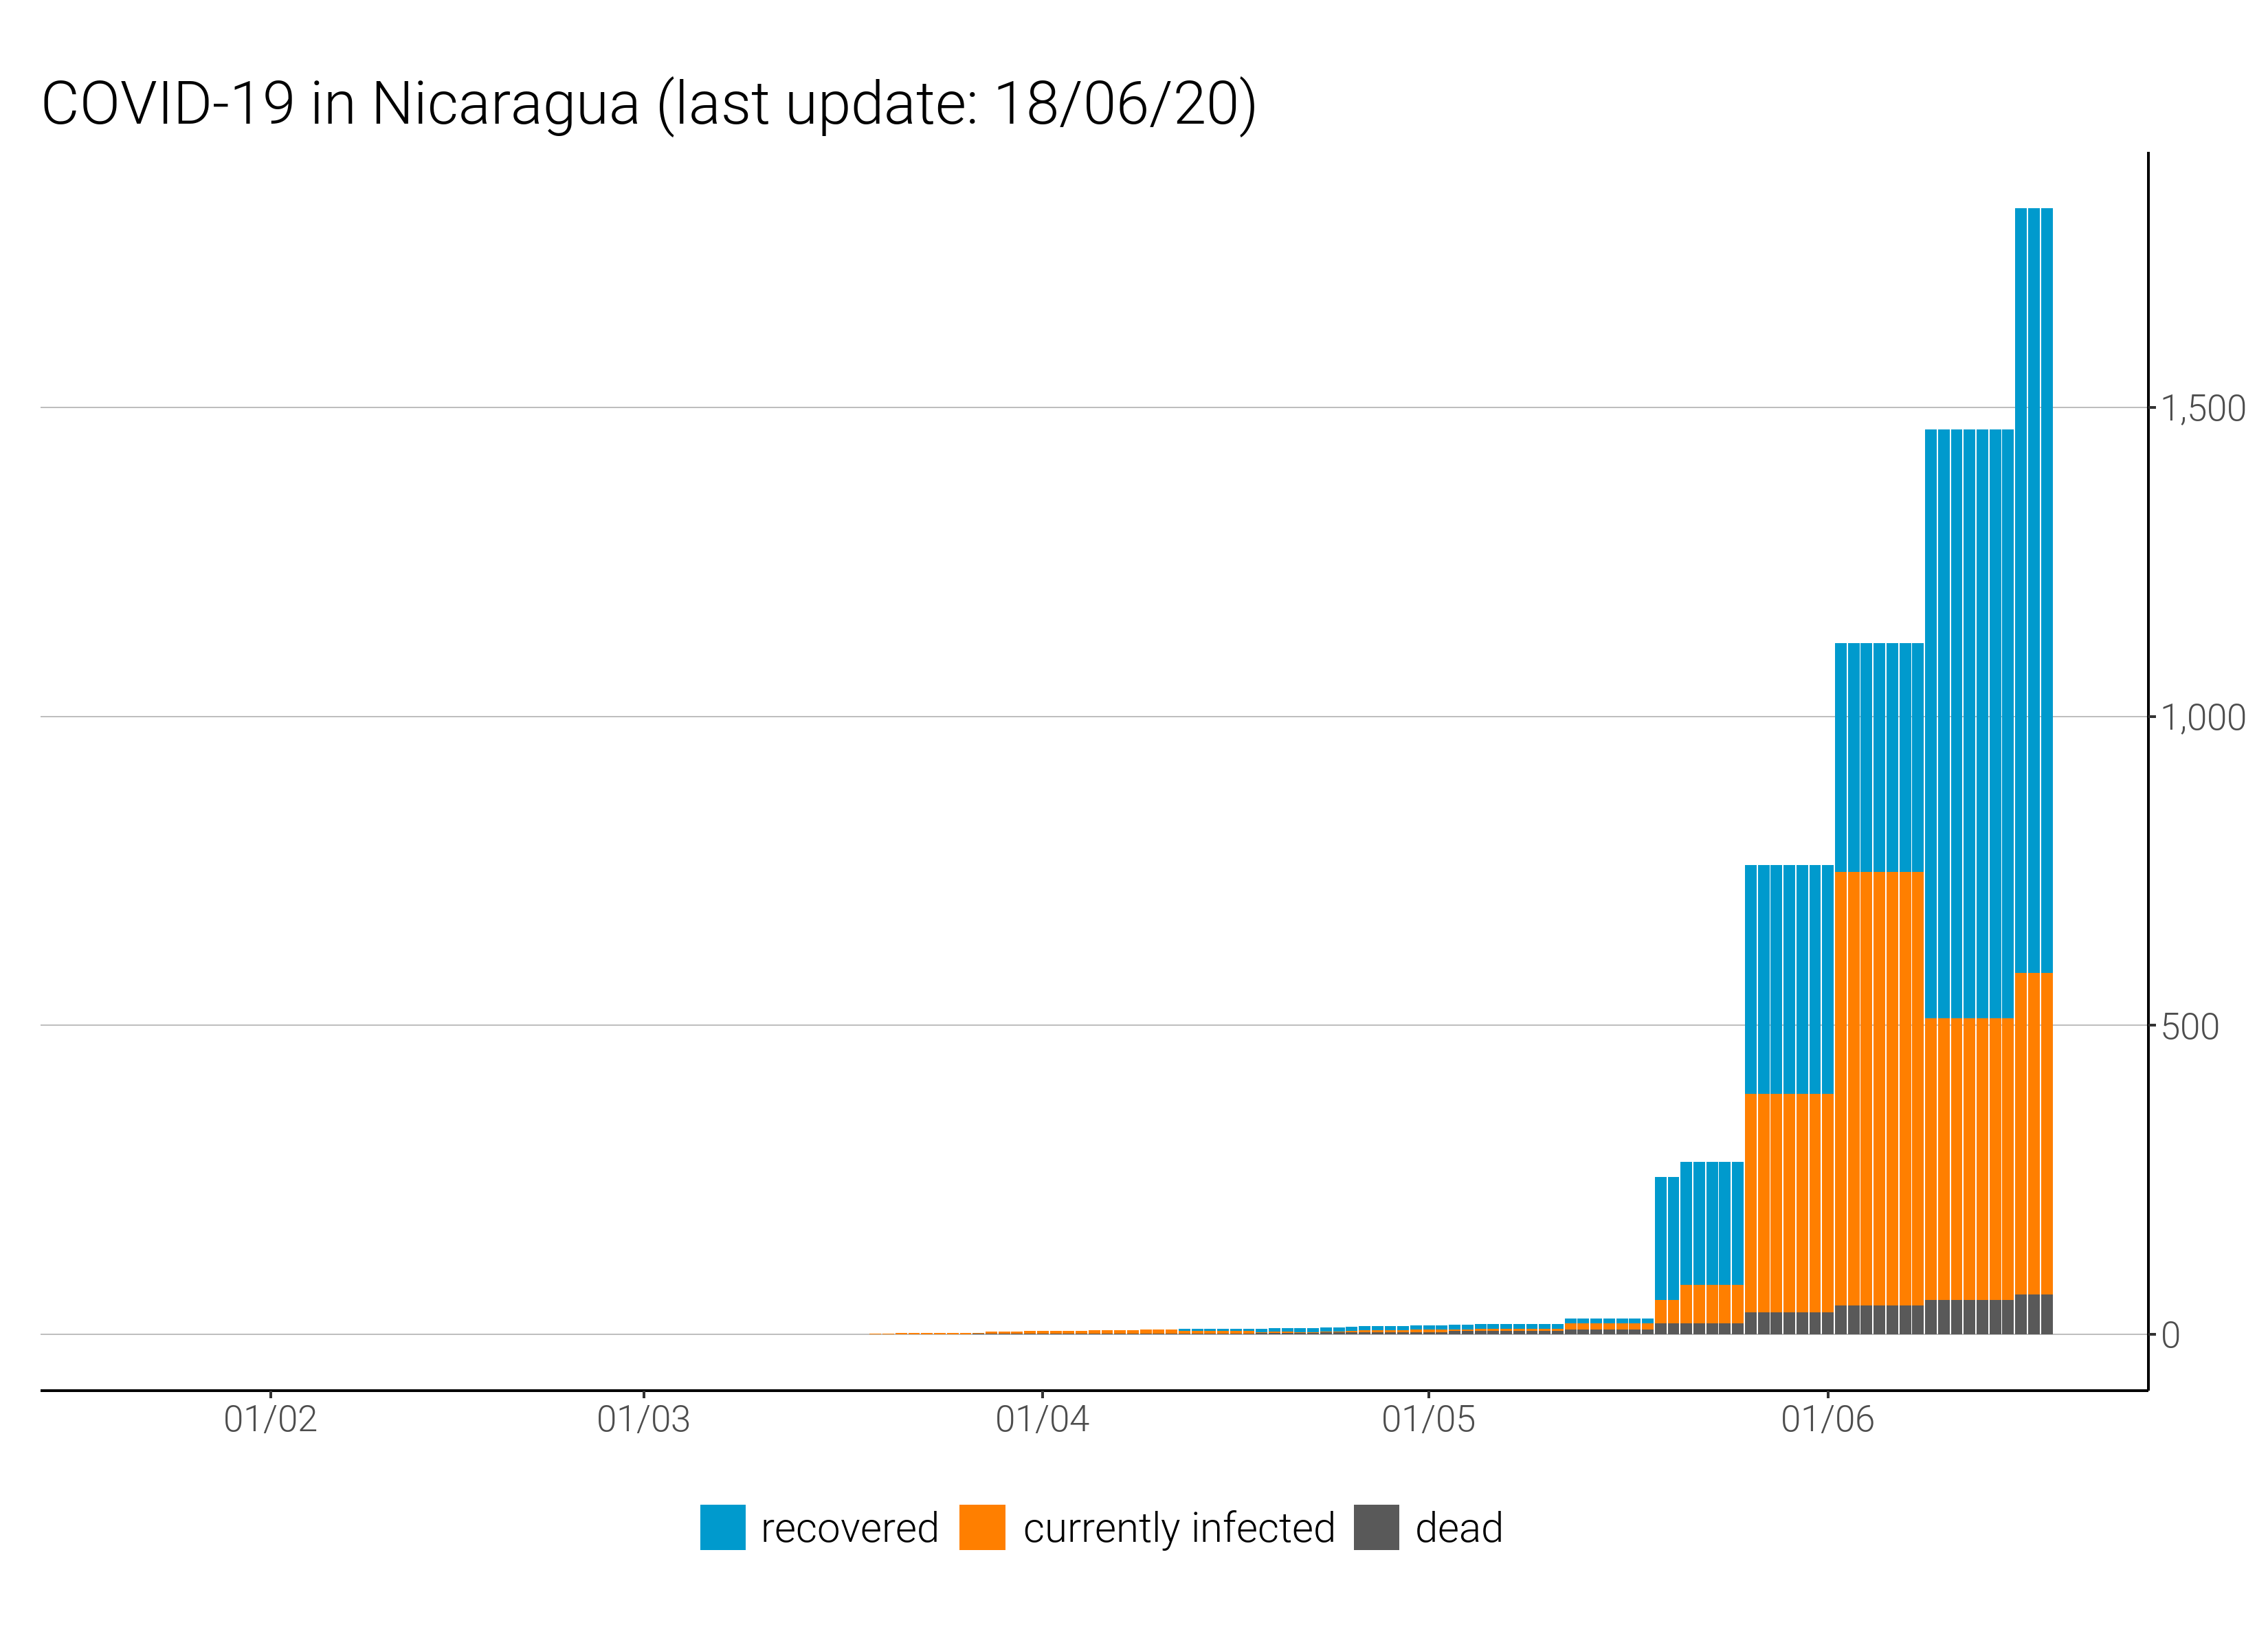 COVID-19 in Nicaragua (last update: 18/06/20)
1,500
1,000
500
0
01/02 01/03 01/04 01/05 01/06
recovered currently infected dead